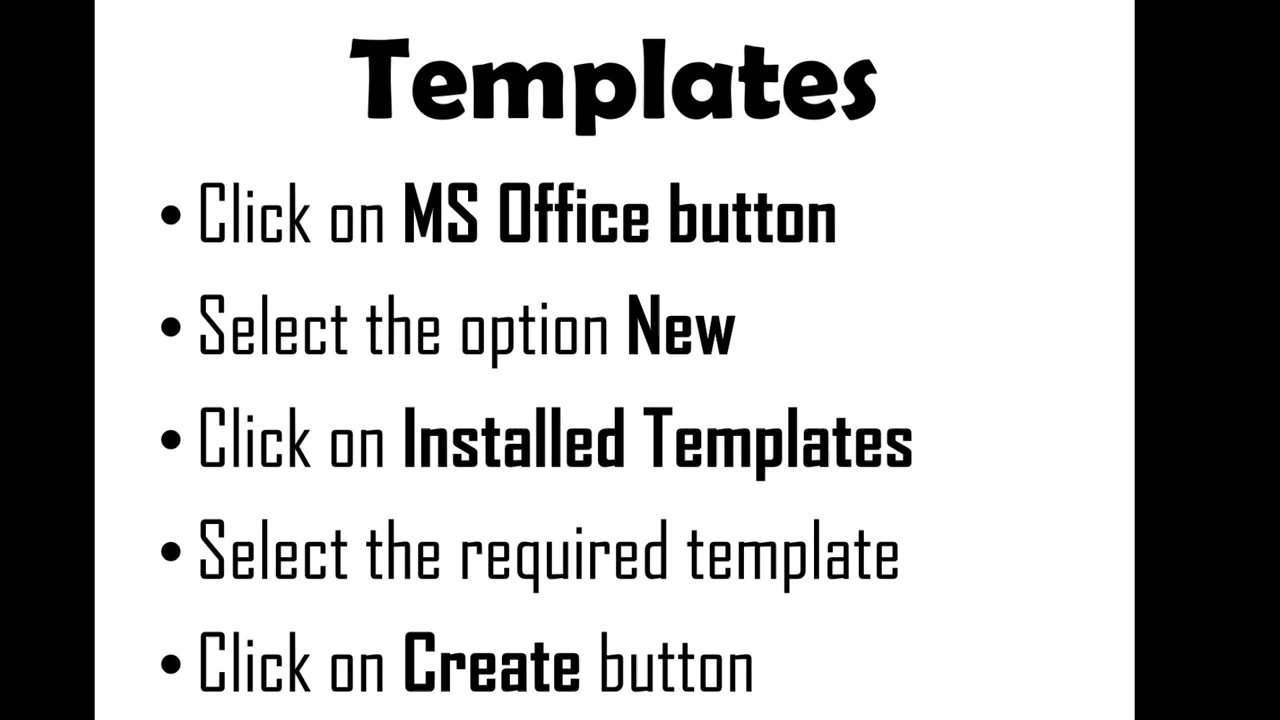 Templates
• Click on MS Office button
• Select the option New
• Click on Installed Templates
• Select the required template
• Click on Create button